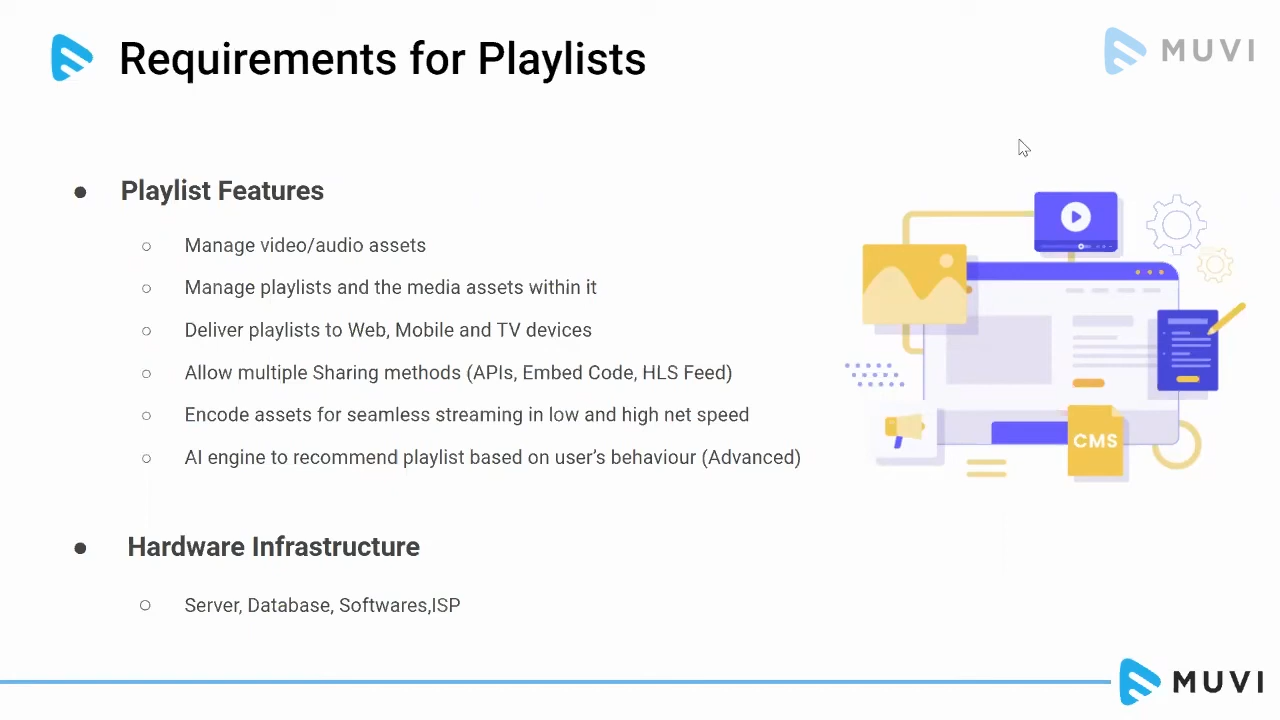 Requirements for Playlists
MUVI
● Playlist Features
○ Manage video/audio assets
○ Manage playlists and the media assets within it
○ Deliver playlists to Web, Mobile and TV devices
○ Allow multiple Sharing methods (APIs, Embed Code, HLS Feed)
○ Encode assets for seamless streaming in low and high net speed
○ AI engine to recommend playlist based on user's behaviour (Advanced)
CMS
● Hardware Infrastructure
○ Server, Database, Softwares,ISP
MUVI